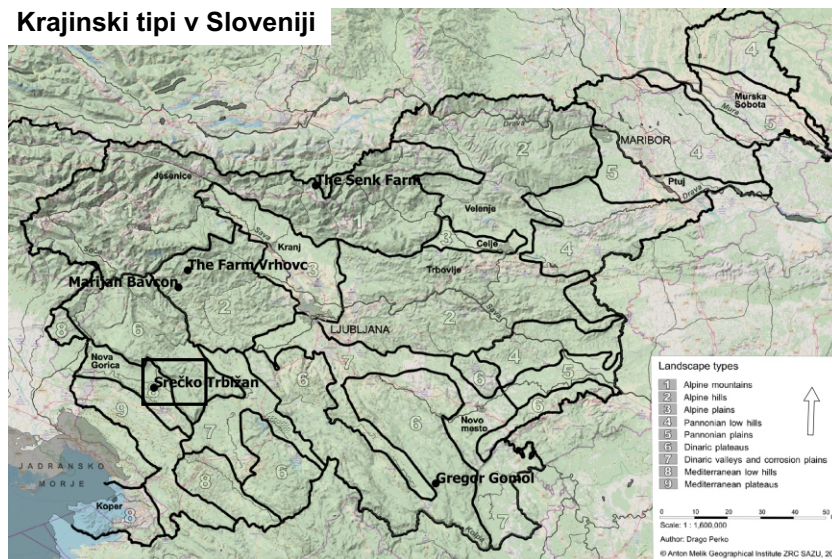 Krajinski tipi v Sloveniji
4
Murska
Sobota
Mura
5
Drava
2
MARIBOR
4
Jesenice
The Senk Farm
5
Ptuj
Drava
1
Velenje
Sava
Kranj
3
Celje
4
The Farm Vrhovc
3
Trbovlje
Marijan Bavcon
2
2
Sava
LJUBLJANA
8
6
7
4
5
Nova
Gorica
Srečko Trbižan
6
9
6
Novo
mesto
7
6
JADRANSKO
MORJE
8
6
Gregor Gomol
Koper
8
Kolpa
7
Landscape types
1 Alpine mountains
2 Alpine hills
3 Alpine plains
4 Pannonian low hills
5 Pannonian plains
6 Dinaric plateaus
7 Dinaric valleys and corrosion plains
8 Mediterranean low hills
9 Mediterranean plateaus
0 10 20 30 40 50
Scale: 1 : 1,600,000
Author: Drago Perko
© Anton Melik Geographical Institute ZRC SAZU, 20